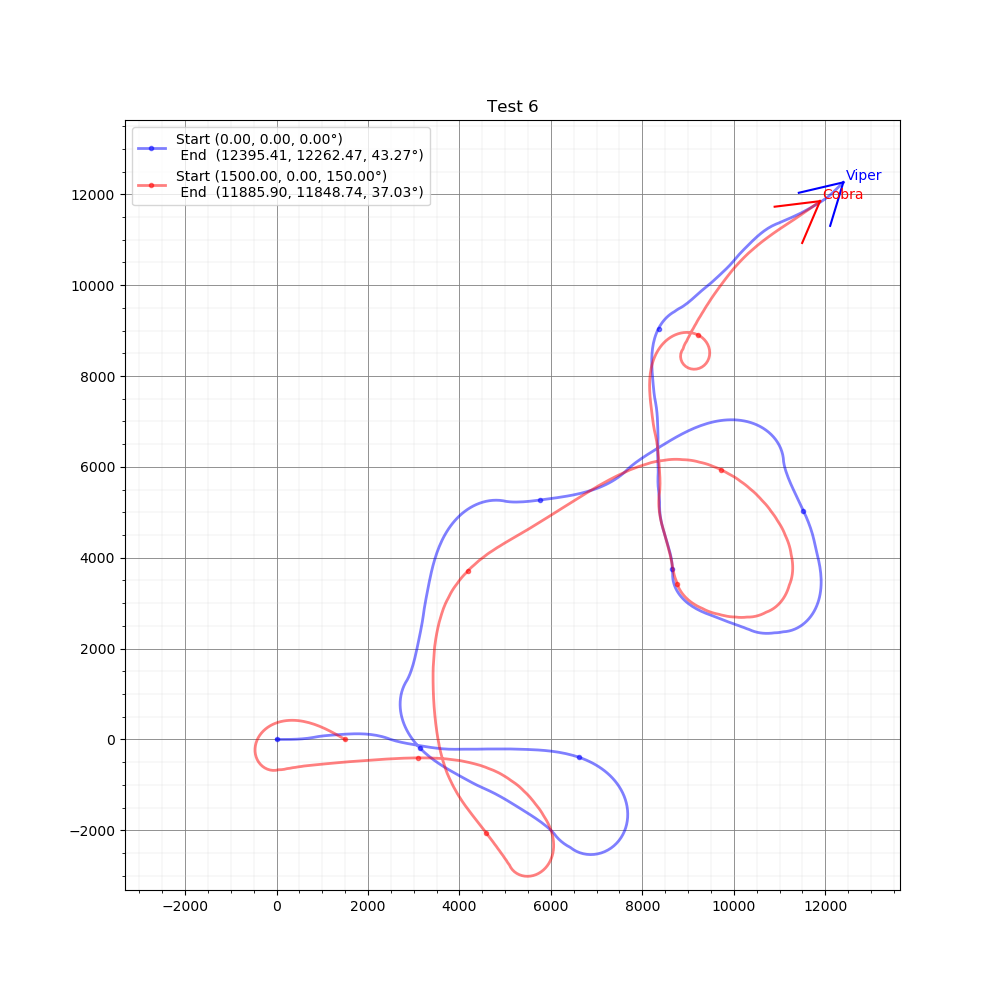 Test 6
Start (0.00, 0.00, 0.00°)
End  (12395.41, 12262.47, 43.27°)
Start (1500.00, 0.00, 150.00°)
End  (11885.90, 11848.74, 37.03°)
Viper
Cobra
12000
10000
8000
6000
4000
2000
0
−2000
−2000 0 2000 4000 6000 8000 10000 12000